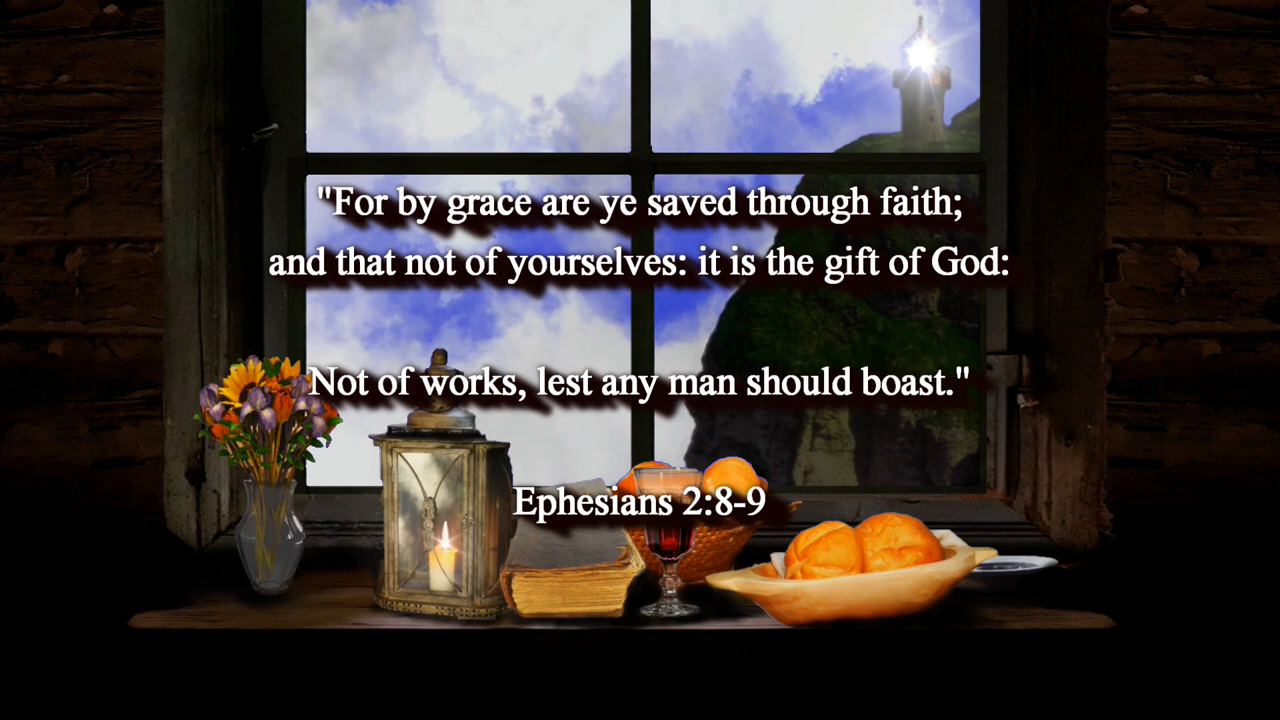 "For by grace are ye saved through faith;
and that not of yourselves: it is the gift of God:
Not of works, lest any man should boast."
Ephesians 2:8-9